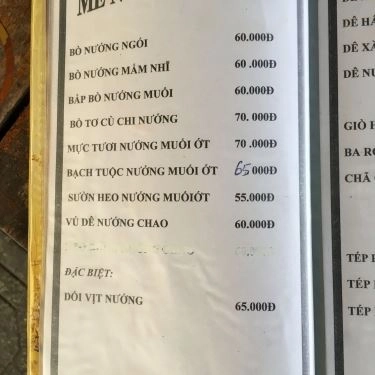 MENU
BÒ NƯỚNG NGÓI 60.000Đ
BÒ NƯỚNG MẮM NHĨ 60 .000Đ
BẮP BÒ NƯỚNG MUỐI 60.000Đ
BÒ TƠ CỦ CHI NƯỚNG 70. 000Đ
MỰC TƯƠI NƯỚNG MUỐI ỚT 70 .000Đ
BẠCH TUỘC NƯỚNG MUỐI ỚT 65 000Đ
SƯỜN HEO NƯỚNG MUỐIỚT 55.000Đ
VÚ DÊ NƯỚNG CHAO 60.000Đ
ĐẶC BIỆT:
DỒI VỊT NƯỚNG 65.000Đ
DÊ
DÊ
DÊ
GIÒ
BA
CHÃ
TÉP
TÉP
TÉP